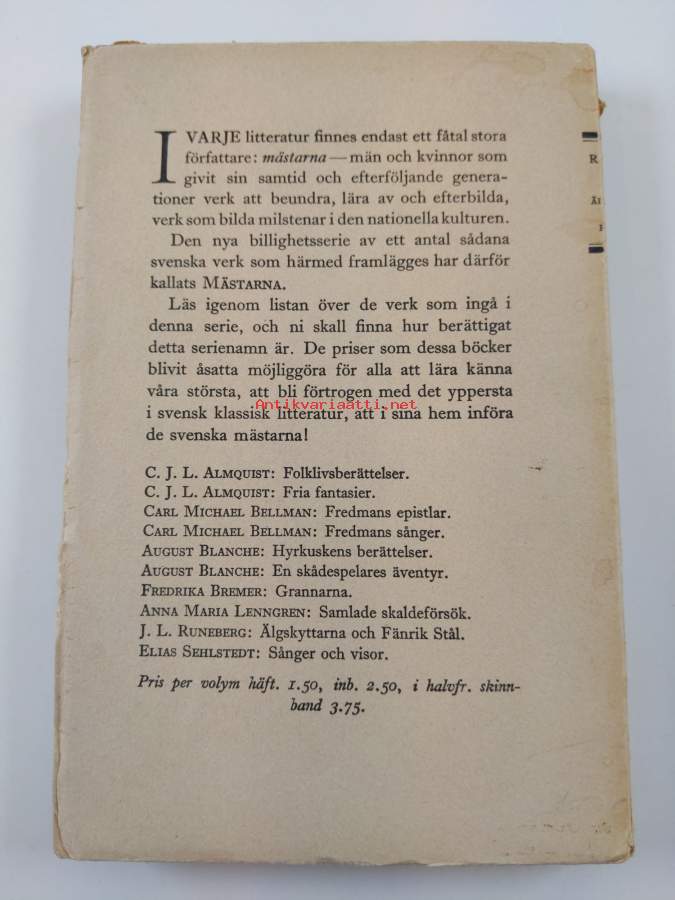 I VARJE litteratur finnes endast ett fåtal stora
författare: mästarna—män och kvinnor som
givit sin samtid och efterföljande genera-
tioner verk att beundra, lära av och efterbilda,
verk som bilda milstenar i den nationella kulturen.
Den nya billighetsserie av ett antal sådana
svenska verk som härmed framlägges har därför
kallats MÄSTARNA.
Läs igenom listan över de verk som ingå i
denna serie, och ni skall finna hur berättigat
detta serienamn är. De priser som dessa böcker
blivit åsatta möjliggöra för alla att lära känna
våra största, att bli förtrogen med det yppersta
i svensk klassisk litteratur, att i sina hem införa
de svenska mästarna!
Antikvariaatti.net
C. J. L. ALMQUIST: Folklivsberättelser.
C. J. L. ALMQUIST: Fria fantasier.
CARL MICHAEL BELLMAN: Fredmans epistlar.
CARL MICHAEL BELLMAN: Fredmans sånger.
AUGUST BLANCHE: Hyrkuskens berättelser.
AUGUST BLANCHE: En skådespelares äventyr.
FREDRIKA BREMER: Grannarna.
ANNA MARIA LENNGREN: Samlade skaldeförsök.
J. L. RUNEBERG: Älgskyttarna och Fänrik Stål.
ELIAS SEHLSTEDT: Sånger och visor.
Pris per volym häft. 1.50, inb. 2.50, i halvfr. skinn-
band 3.75.
R